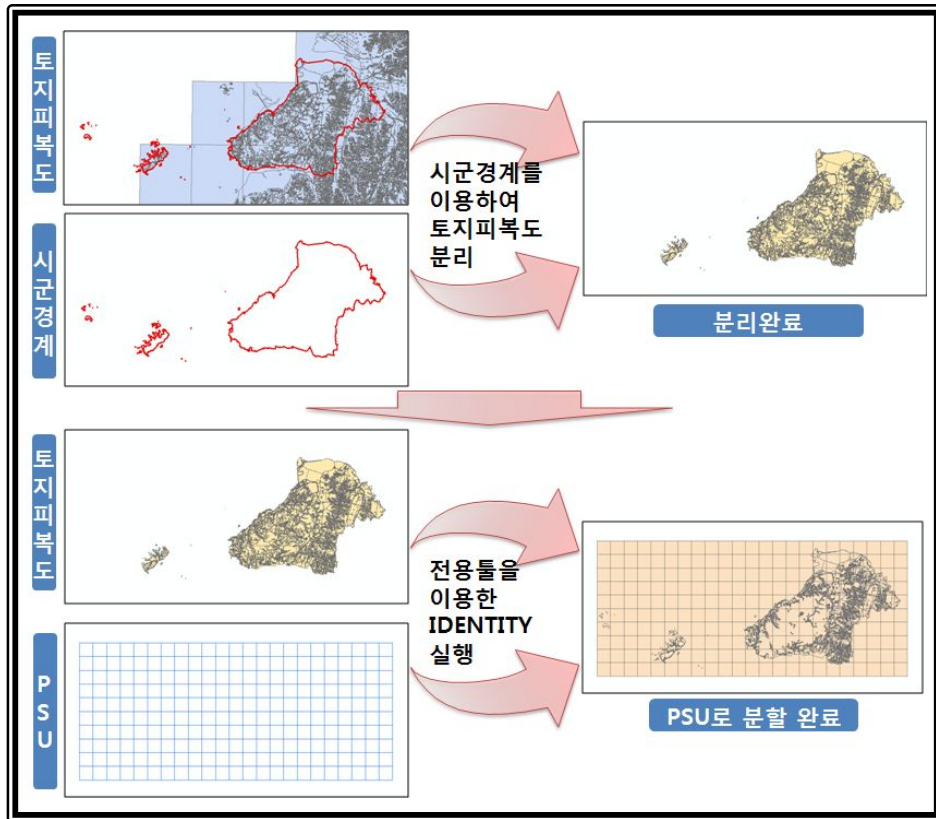 토지피복도
시군경계를
이용하여
토지피복도
분리
시군경계
분리완료
토지피복도
전용툴을
이용한
IDENTITY
실행
PSU
PSU로 분할 완료